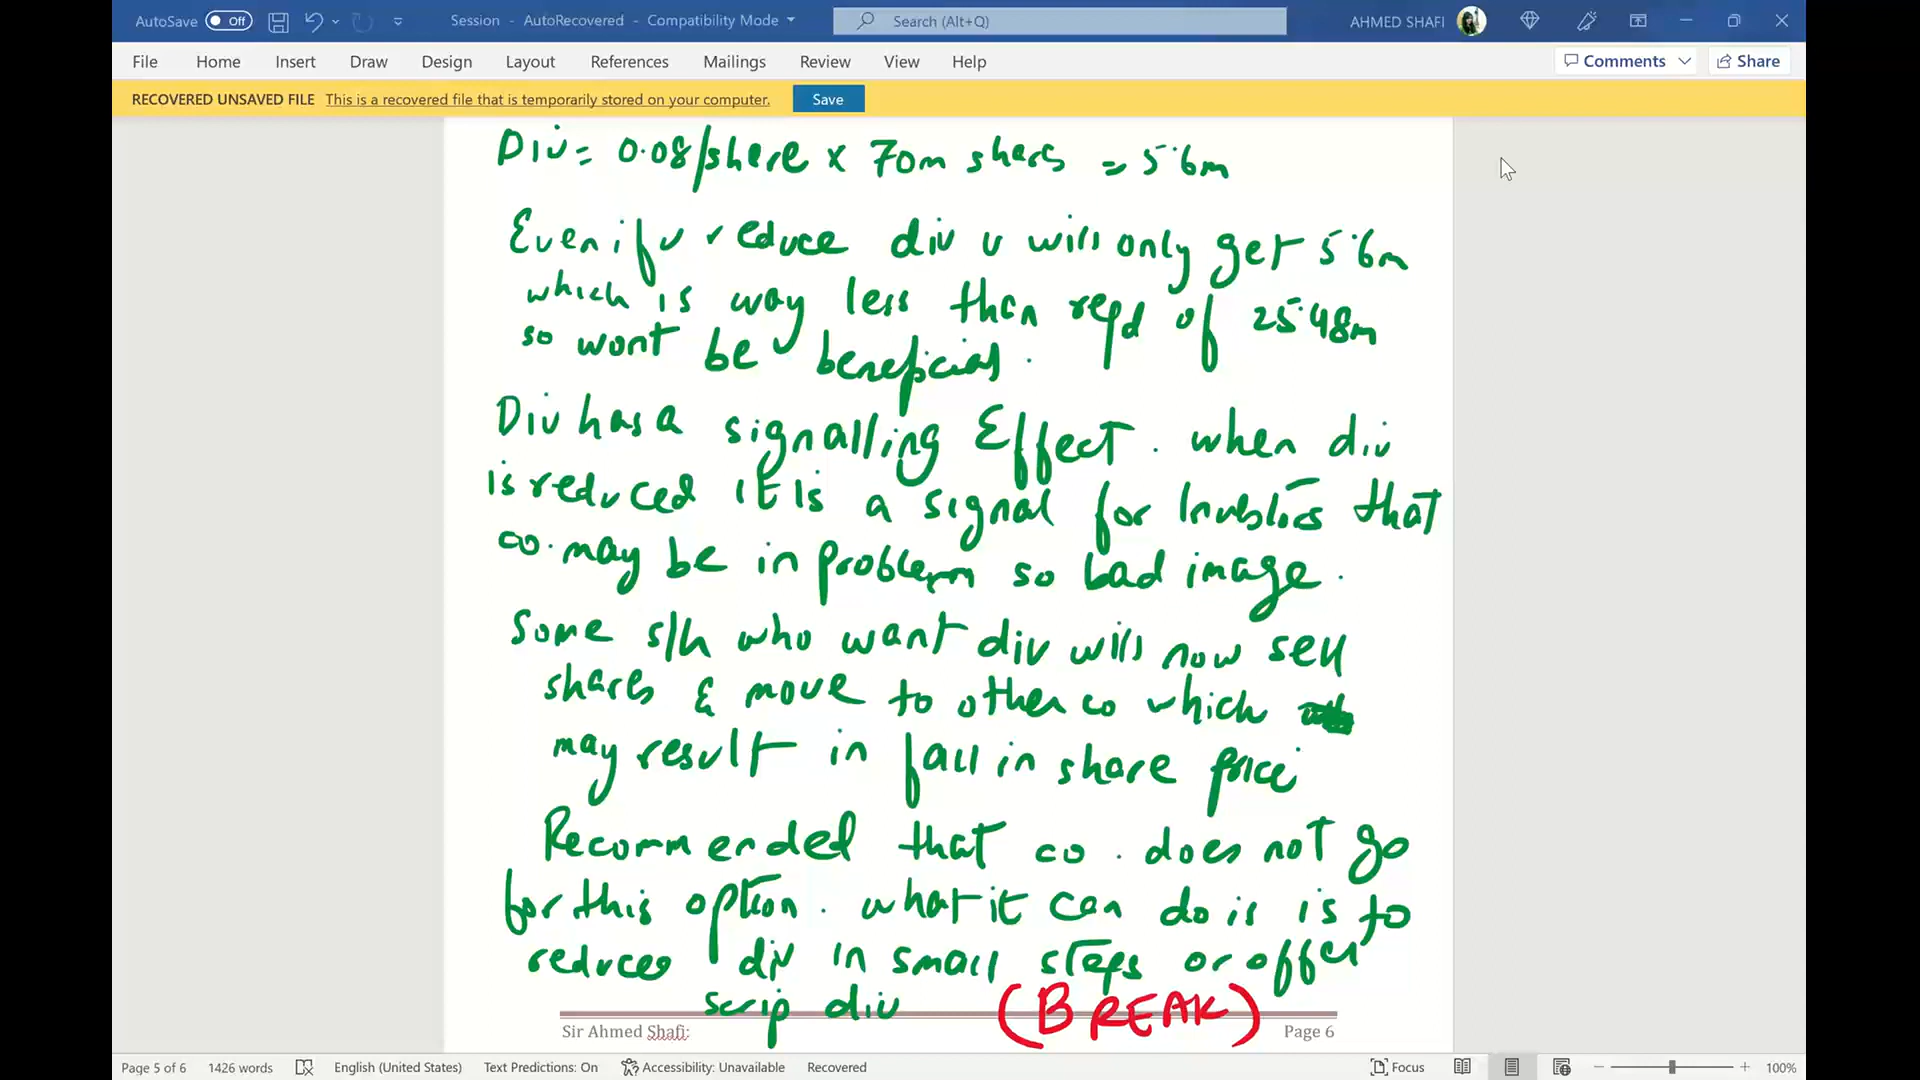 AutoSave Off Session - AutoRecovered - Compatibility Mode Search (Alt+Q) AHMED SHAFI
File Home Insert Draw Design Layout References Mailings Review View Help Comments Share
RECOVERED UNSAVED FILE This is a recovered file that is temporarily stored on your computer. Save
Div = 0.08/share x 70m shares = 5.6m
Even if u reduce div u will only get 5.6m
which is way less than reqd of 25.48m
so wont be beneficial.
Div has a signalling Effect. when div
is reduced it is a signal for Investors that
co. may be in problem so bad image.
Some s/h who want div will now sell
shares & move to other co which
may result in fall in share price
Recommended that co. does not go
for this option. what it can do is is to
reduces div in small steps or offer
scrip div (BREAK)
Sir Ahmed Shafi: Page 6
Page 5 of 6 1426 words English (United States) Text Predictions: On Accessibility: Unavailable Recovered Focus 100%